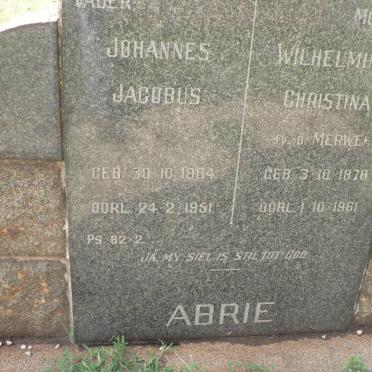 VADER
JOHANNES
JACOBUS
GEB. 30.10.1864
OORL. 24-2-1951
WILHELMI
CHRISTINA
GEB. 3.10.1878
OORL. 1-10-1961
PS. 62-2
JA, MY SIEL IS STIL TOT GOD.
ABRIE